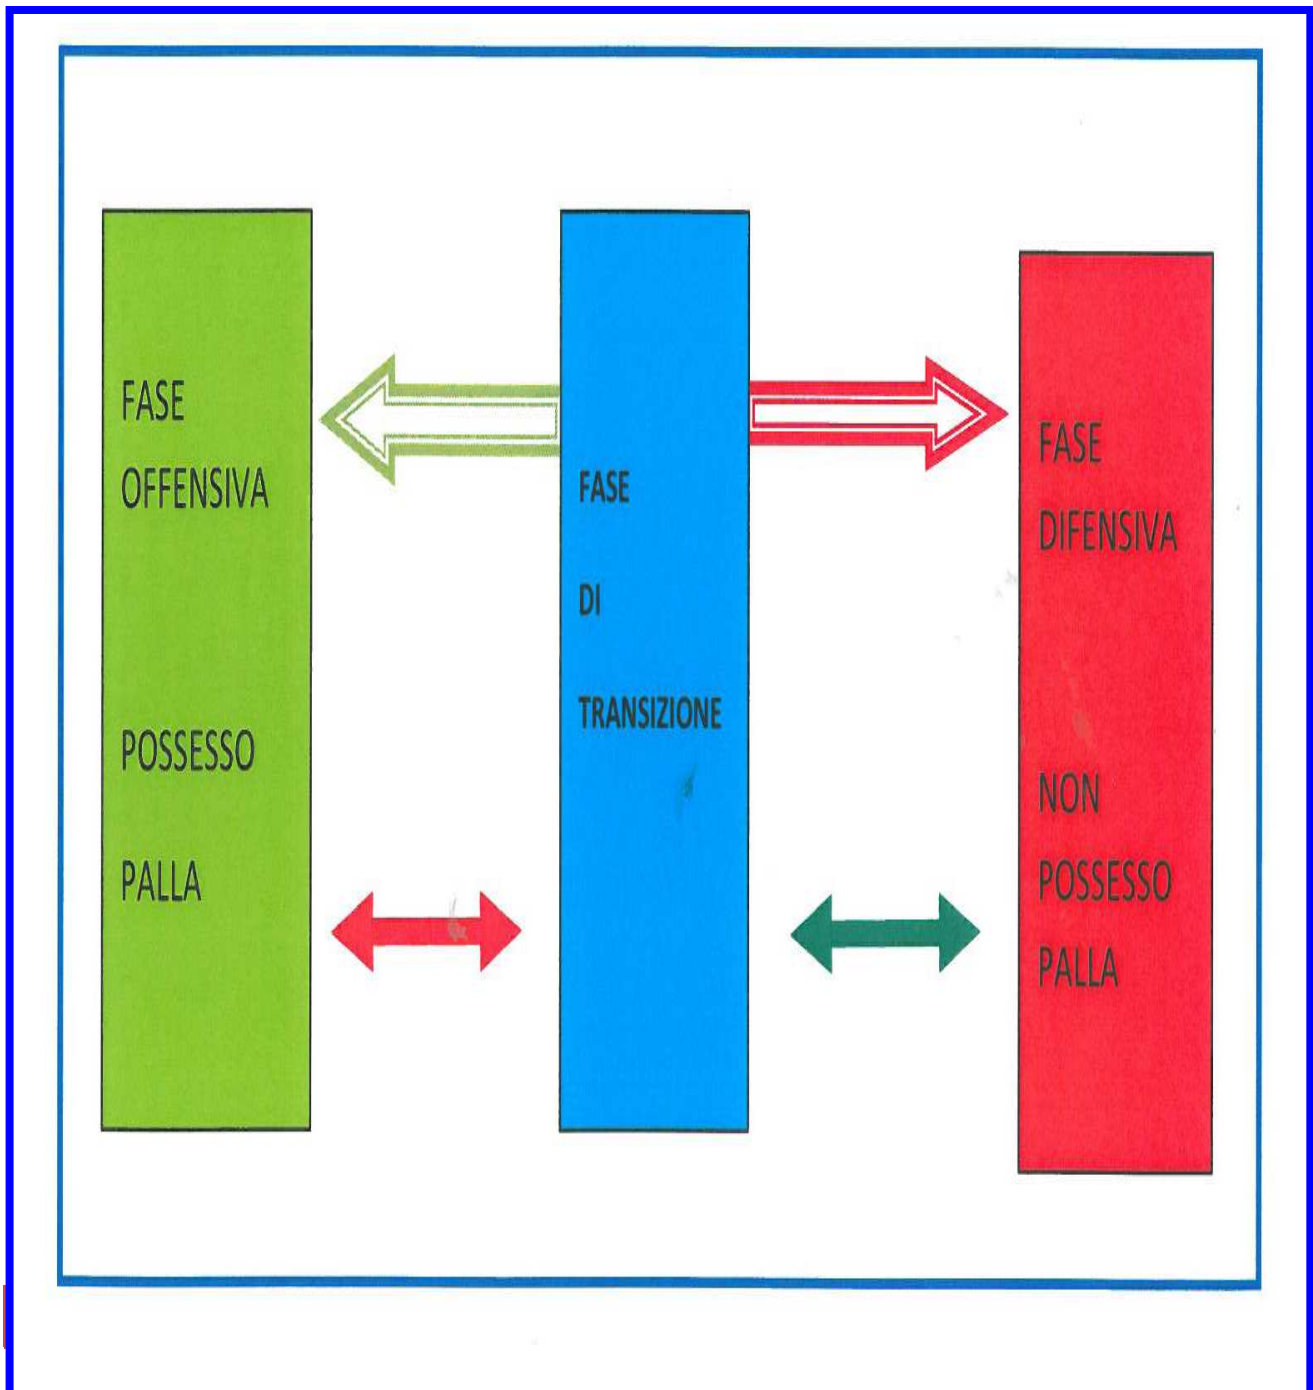 FASE
OFFENSIVA
POSSESSO
PALLA
FASE
DI
TRANSIZIONE
FASE
DIFENSIVA
NON
POSSESSO
PALLA